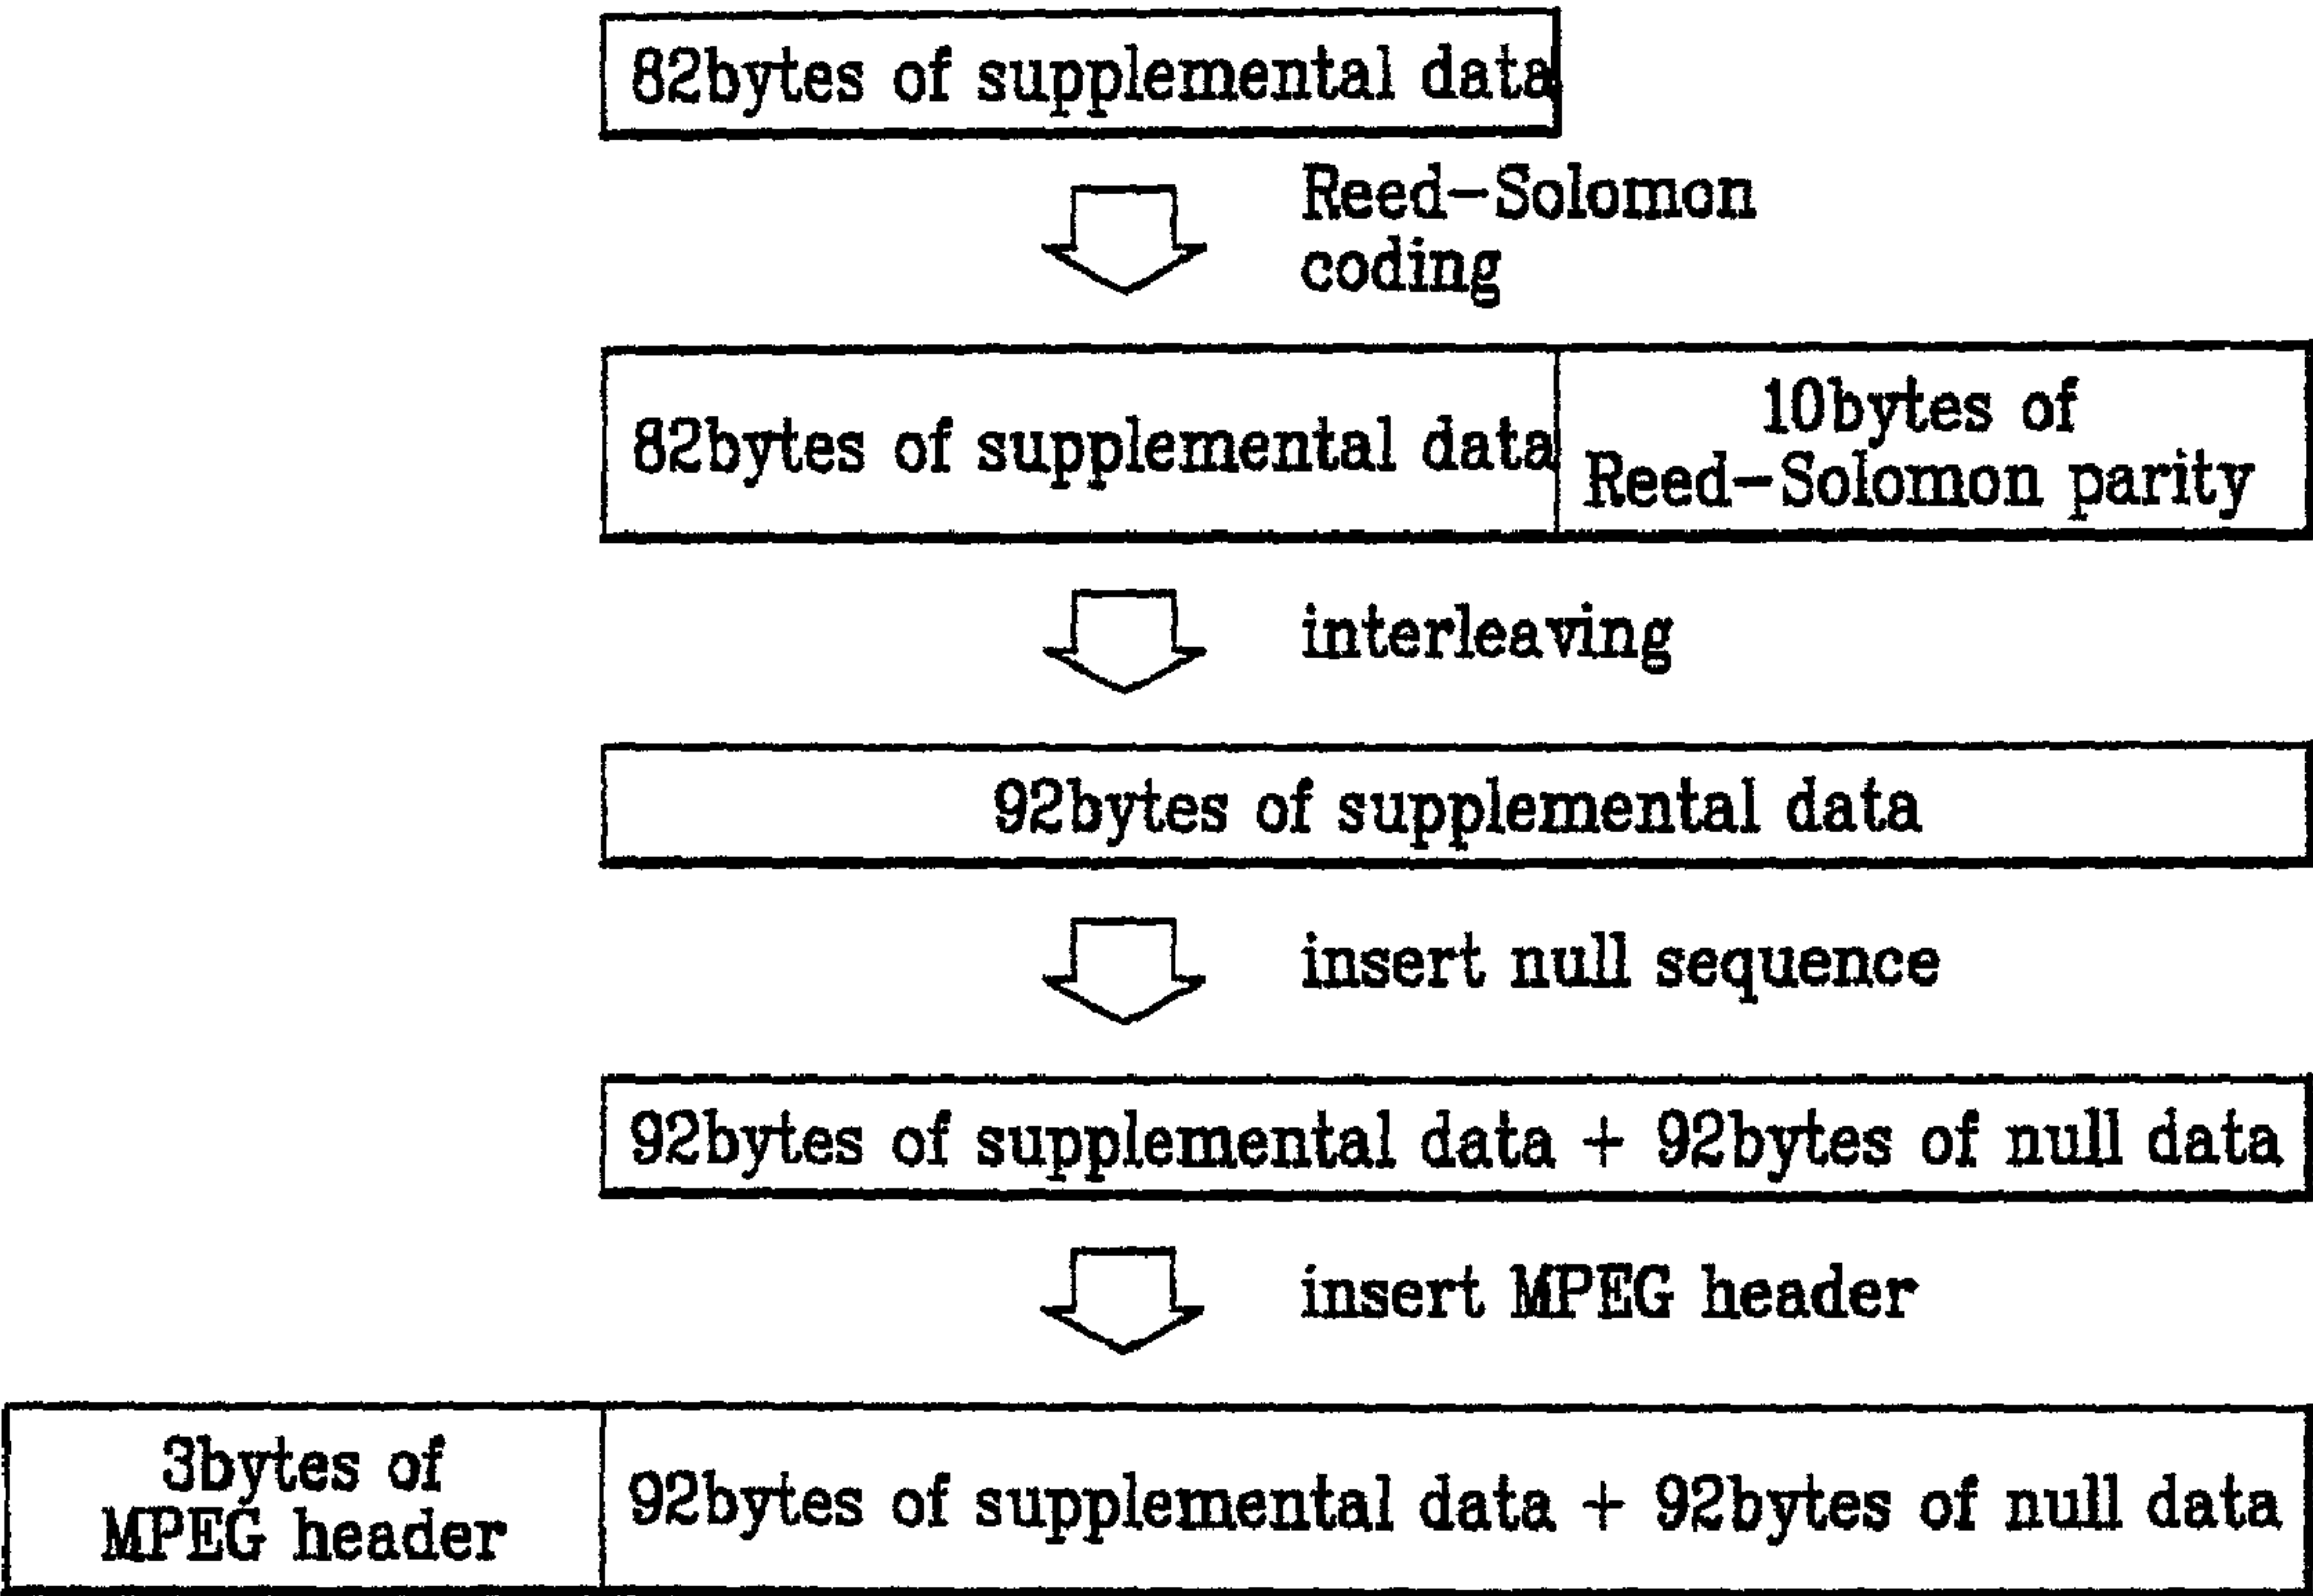 82bytes of supplemental data
Reed-Solomon
coding
82bytes of supplemental data
10bytes of
Reed-Solomon parity
interleaving
92bytes of supplemental data
insert null sequence
92bytes of supplemental data + 92bytes of null data
insert MPEG header
3bytes of
MPEG header
92bytes of supplemental data + 92bytes of null data